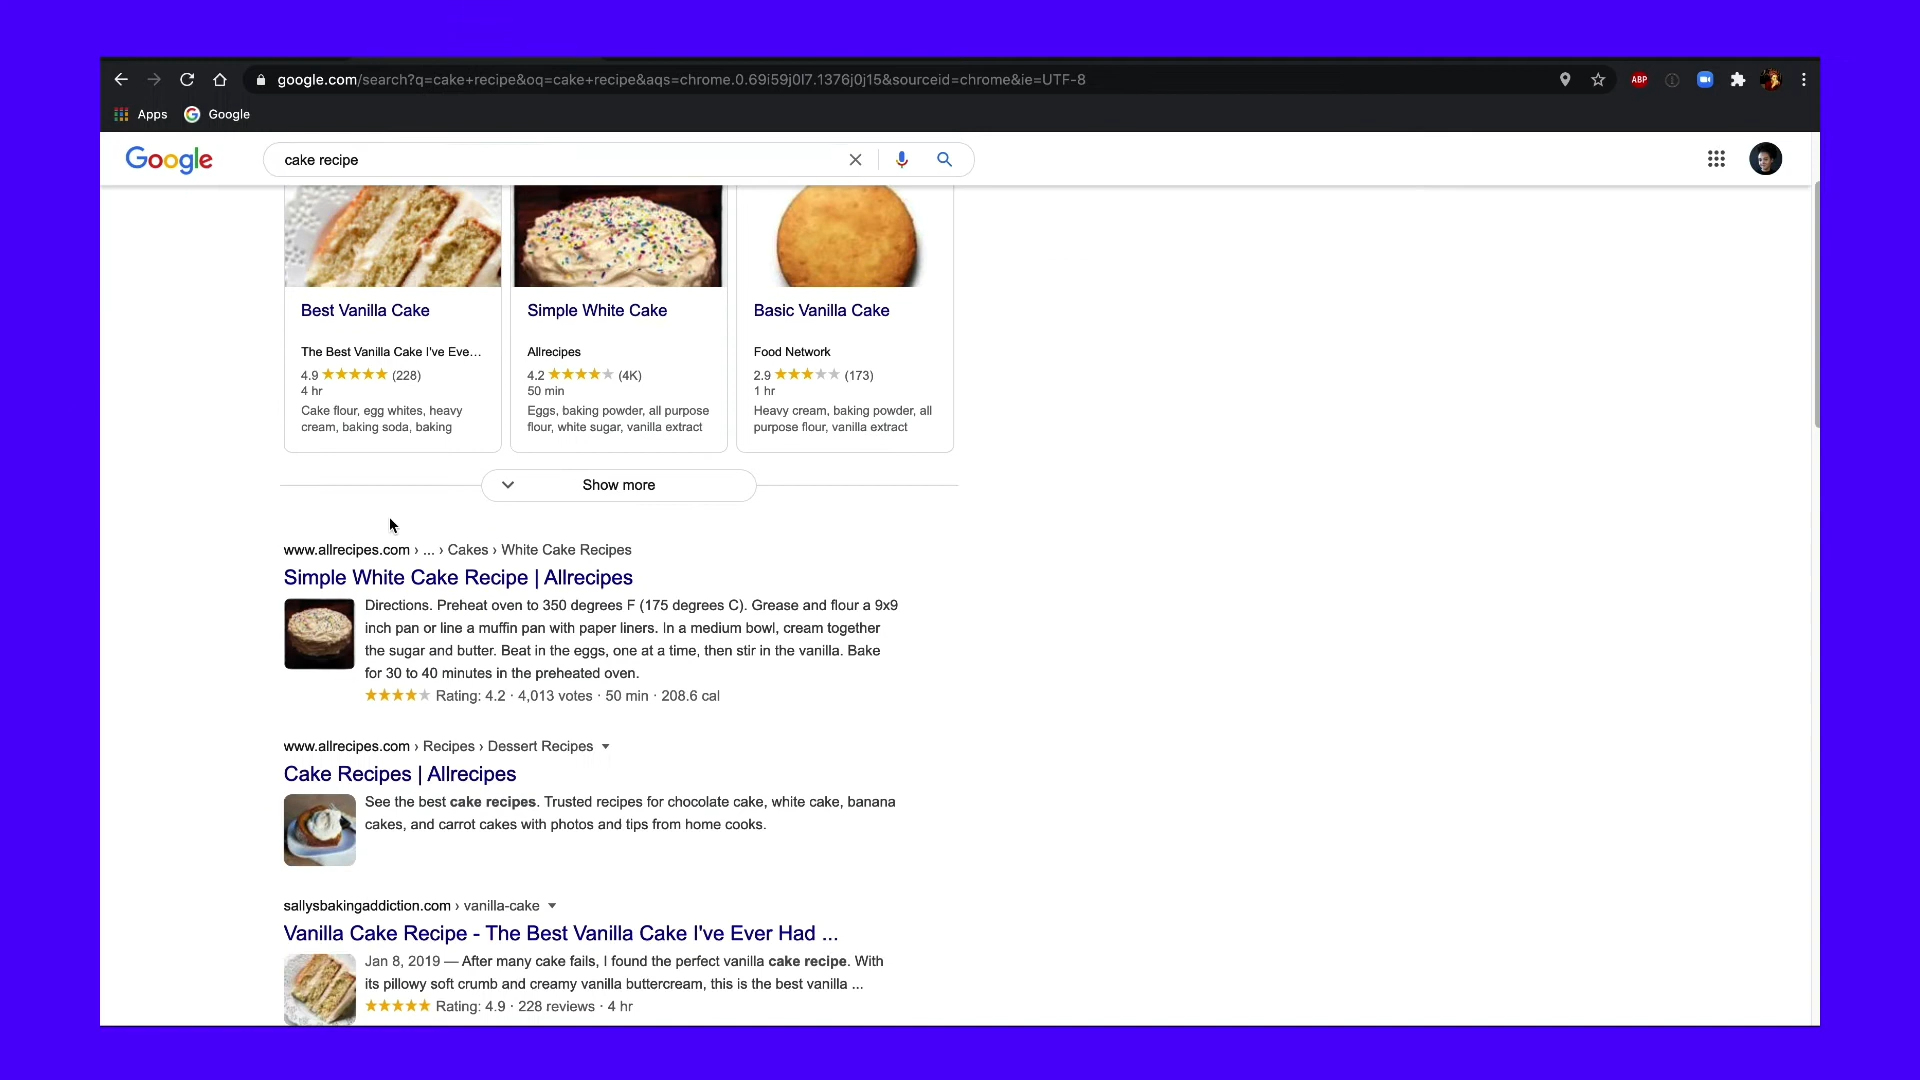 google.com/search?q=cake+recipe&oq=cake+recipe&aqs=chrome.0.69i59j0l7.1376j0j15&sourceid=chrome&ie=UTF-8
ABP
Apps
Google
Google
cake recipe
Best Vanilla Cake
The Best Vanilla Cake I've Eve...
4.9 (228)
4 hr
Cake flour, egg whites, heavy
cream, baking soda, baking
Simple White Cake
Allrecipes
4.2 (4K)
50 min
Eggs, baking powder, all purpose
flour, white sugar, vanilla extract
Basic Vanilla Cake
Food Network
2.9 (173)
1 hr
Heavy cream, baking powder, all
purpose flour, vanilla extract
Show more
www.allrecipes.com › ... › Cakes › White Cake Recipes
Simple White Cake Recipe | Allrecipes
Directions. Preheat oven to 350 degrees F (175 degrees C). Grease and flour a 9x9
inch pan or line a muffin pan with paper liners. In a medium bowl, cream together
the sugar and butter. Beat in the eggs, one at a time, then stir in the vanilla. Bake
for 30 to 40 minutes in the preheated oven.
Rating: 4.2 · 4,013 votes · 50 min · 208.6 cal
www.allrecipes.com › Recipes › Dessert Recipes
Cake Recipes | Allrecipes
See the best cake recipes. Trusted recipes for chocolate cake, white cake, banana
cakes, and carrot cakes with photos and tips from home cooks.
sallysbakingaddiction.com › vanilla-cake
Vanilla Cake Recipe - The Best Vanilla Cake I've Ever Had ...
Jan 8, 2019 — After many cake fails, I found the perfect vanilla cake recipe. With
its pillowy soft crumb and creamy vanilla buttercream, this is the best vanilla ...
Rating: 4.9 · 228 reviews · 4 hr